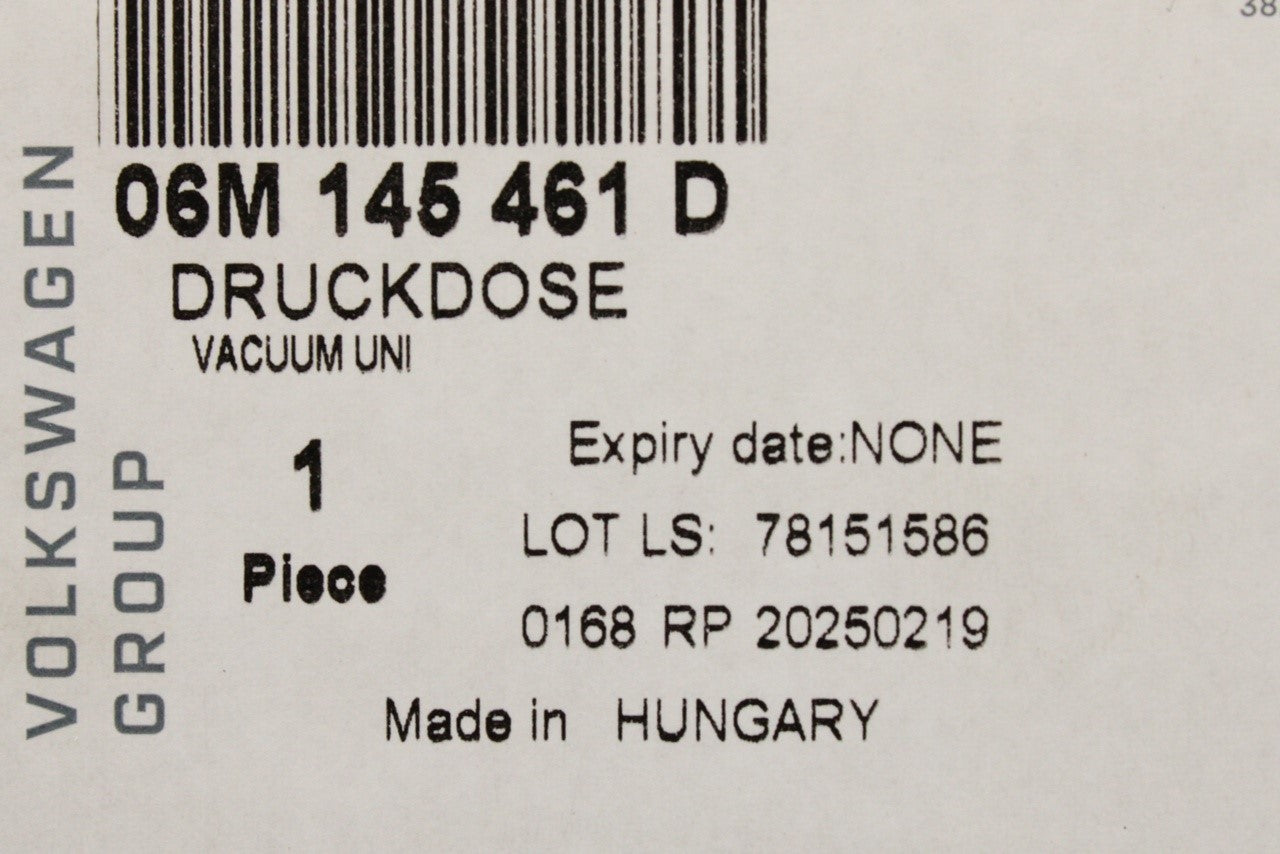 38
06M 145 461 D
DRUCKDOSE
VACUUM UNI
1
Piece
Expiry date:NONE
LOT LS: 78151586
0168 RP 20250219
Made in HUNGARY
VOLKSWAGEN
GROUP